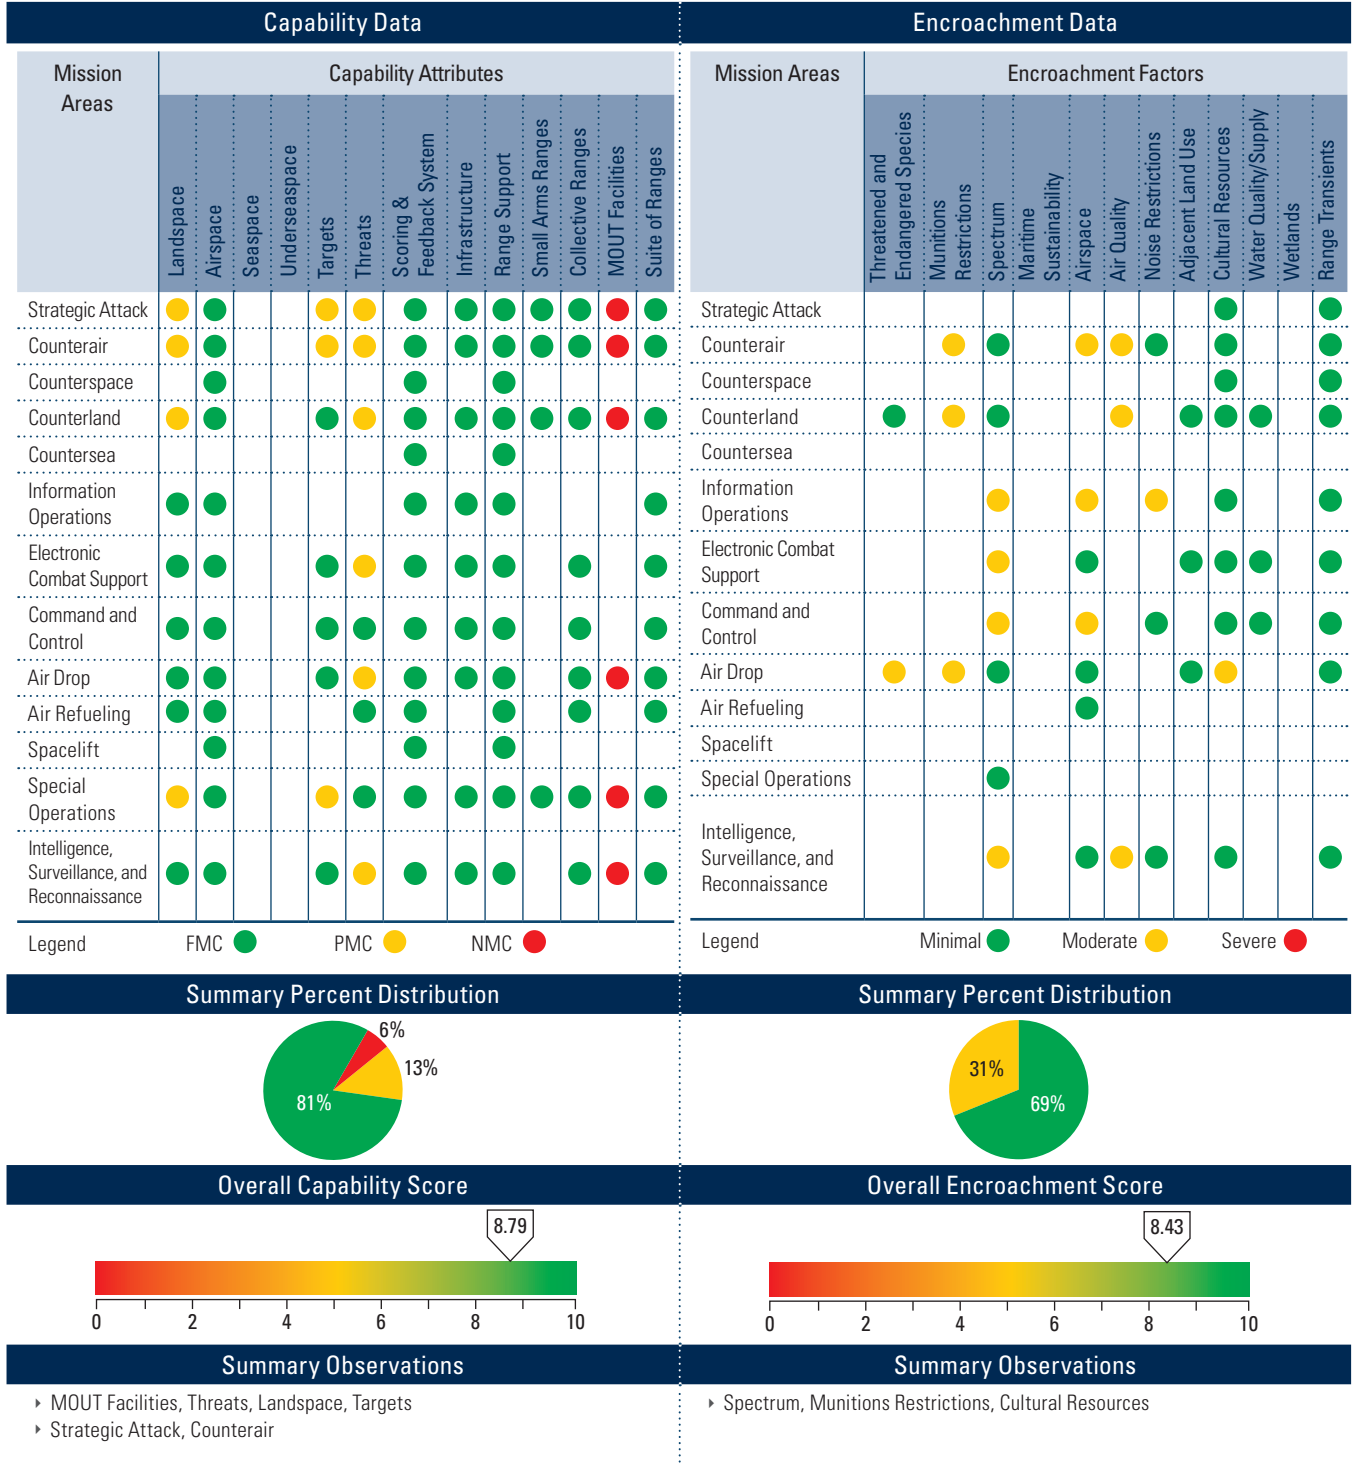 Capability Data
Mission
Areas
Capability Attributes
Landspace
Airspace
Seaspace
Underseaspace
Targets
Threats
Scoring &
Feedback System
Infrastructure
Range Support
Small Arms Ranges
Collective Ranges
MOUT Facilities
Suite of Ranges
Strategic Attack
Counterair
Counterspace
Counterland
Countersea
Information
Operations
Electronic
Combat Support
Command and
Control
Air Drop
Air Refueling
Spacelift
Special
Operations
Intelligence,
Surveillance, and
Reconnaissance
Legend FMC PMC NMC
Summary Percent Distribution
6%
13%
81%
Overall Capability Score
8.79
0 2 4 6 8 10
Summary Observations
‣ MOUT Facilities, Threats, Landspace, Targets
‣ Strategic Attack, Counterair
Encroachment Data
Mission Areas
Encroachment Factors
Threatened and
Endangered Species
Munitions
Restrictions
Spectrum
Maritime
Sustainability
Airspace
Air Quality
Noise Restrictions
Adjacent Land Use
Cultural Resources
Water Quality/Supply
Wetlands
Range Transients
Strategic Attack
Counterair
Counterspace
Counterland
Countersea
Information
Operations
Electronic Combat
Support
Command and
Control
Air Drop
Air Refueling
Spacelift
Special Operations
Intelligence,
Surveillance, and
Reconnaissance
Legend Minimal Moderate Severe
Summary Percent Distribution
31%
69%
Overall Encroachment Score
8.43
0 2 4 6 8 10
Summary Observations
‣ Spectrum, Munitions Restrictions, Cultural Resources